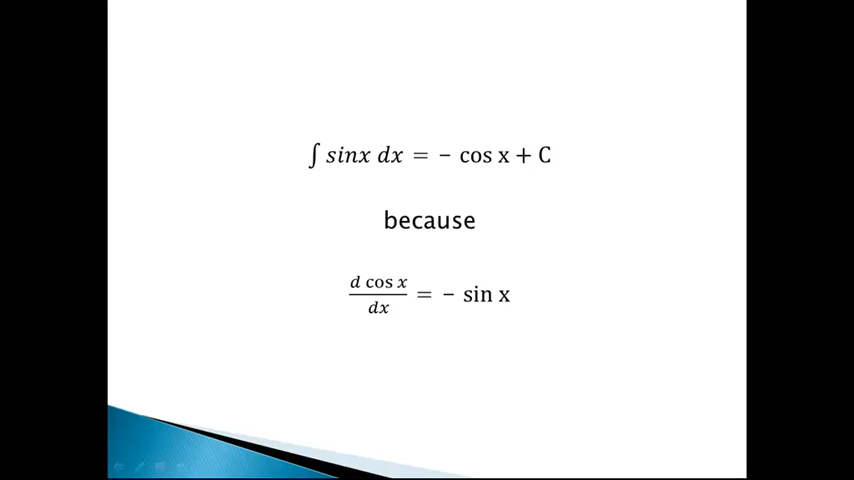 ∫ sinx dx = − cos x + C
because
d cos x
dx
= − sin x